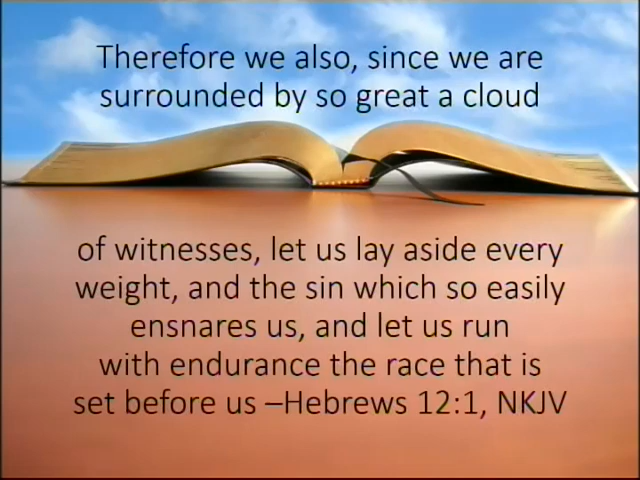 Therefore we also, since we are
surrounded by so great a cloud
of witnesses, let us lay aside every
weight, and the sin which so easily
ensnares us, and let us run
with endurance the race that is
set before us –Hebrews 12:1, NKJV